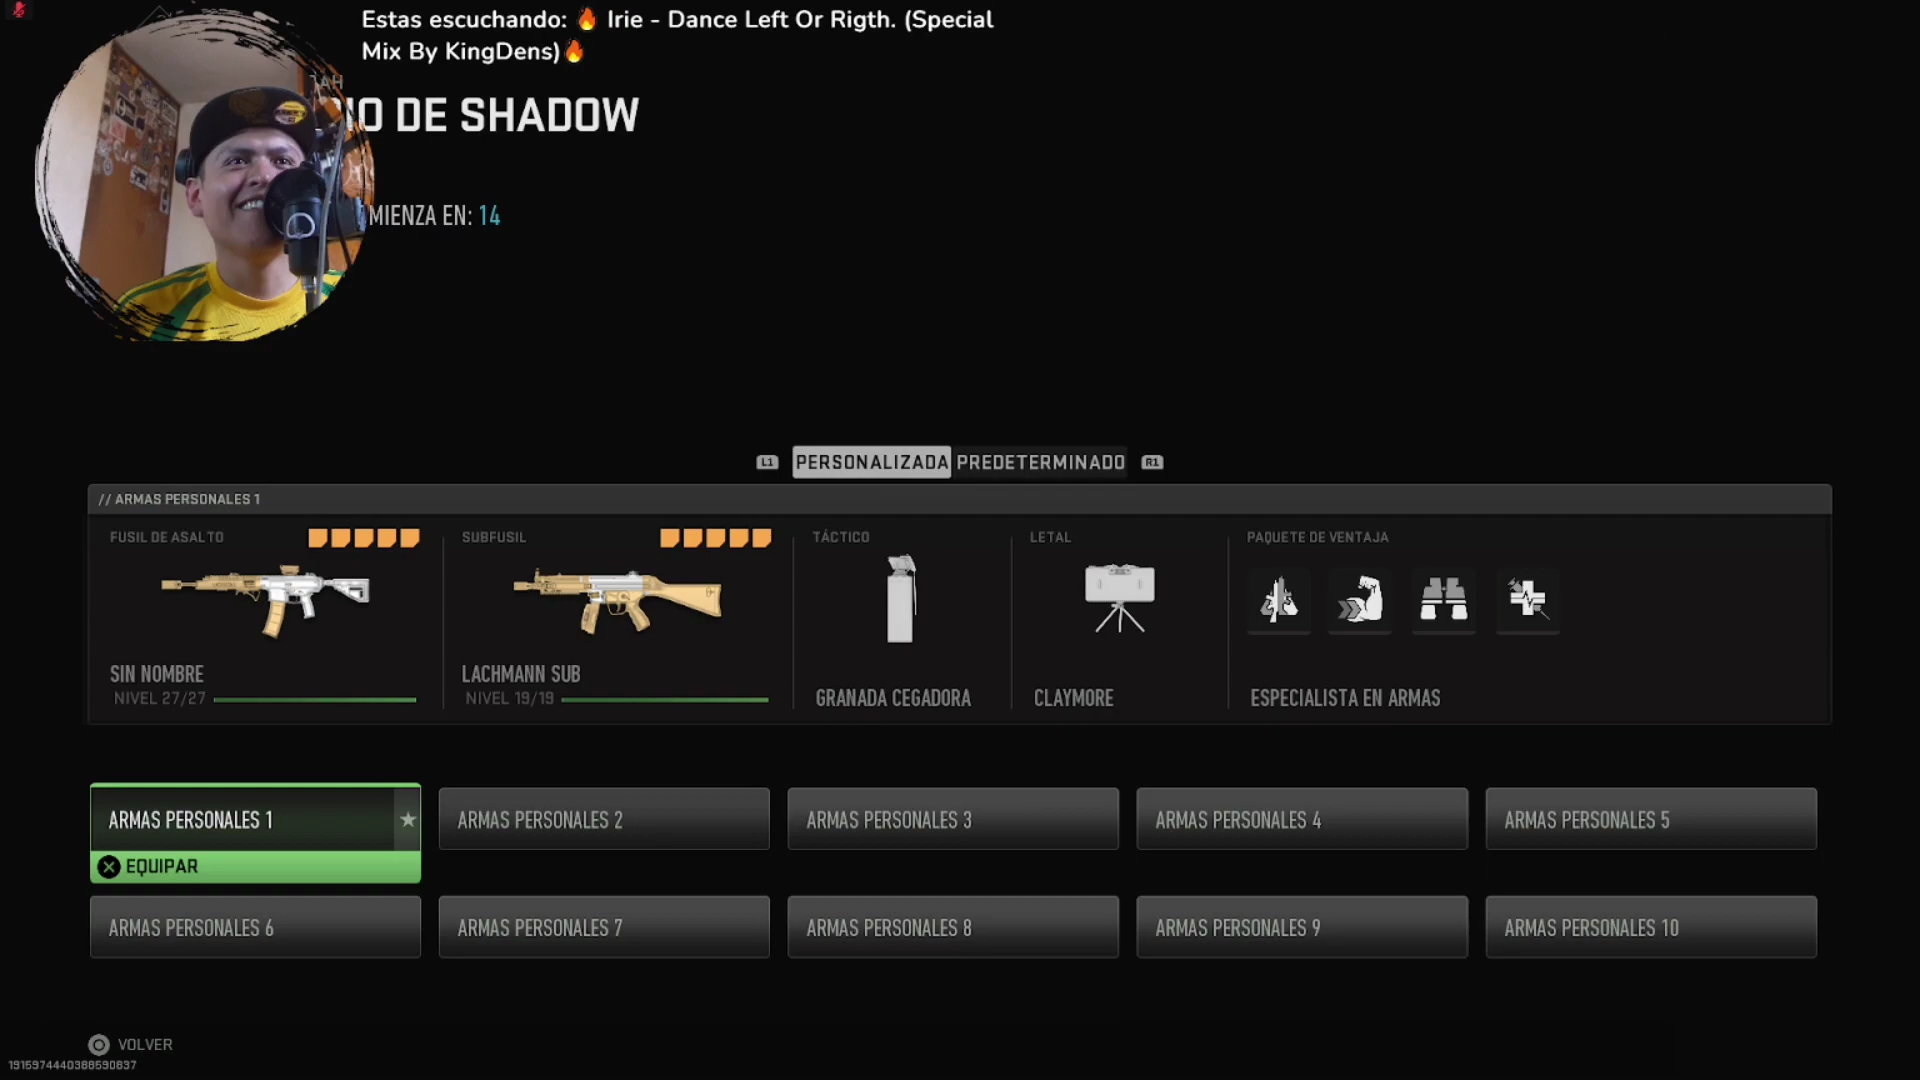 Estas escuchando: 🔥 Irie - Dance Left Or Rigth. (Special
Mix By KingDens)🔥
DE SHADOW
MIENZA EN: 14
L1 PERSONALIZADA PREDETERMINADO R1
// ARMAS PERSONALES 1
FUSIL DE ASALTO
SIN NOMBRE
NIVEL 27/27
SUBFUSIL
LACHMANN SUB
NIVEL 19/19
TÁCTICO
GRANADA CEGADORA
LETAL
CLAYMORE
PAQUETE DE VENTAJA
ESPECIALISTA EN ARMAS
ARMAS PERSONALES 1
EQUIPAR
ARMAS PERSONALES 2
ARMAS PERSONALES 3
ARMAS PERSONALES 4
ARMAS PERSONALES 5
ARMAS PERSONALES 6
ARMAS PERSONALES 7
ARMAS PERSONALES 8
ARMAS PERSONALES 9
ARMAS PERSONALES 10
VOLVER
1915974440388590837